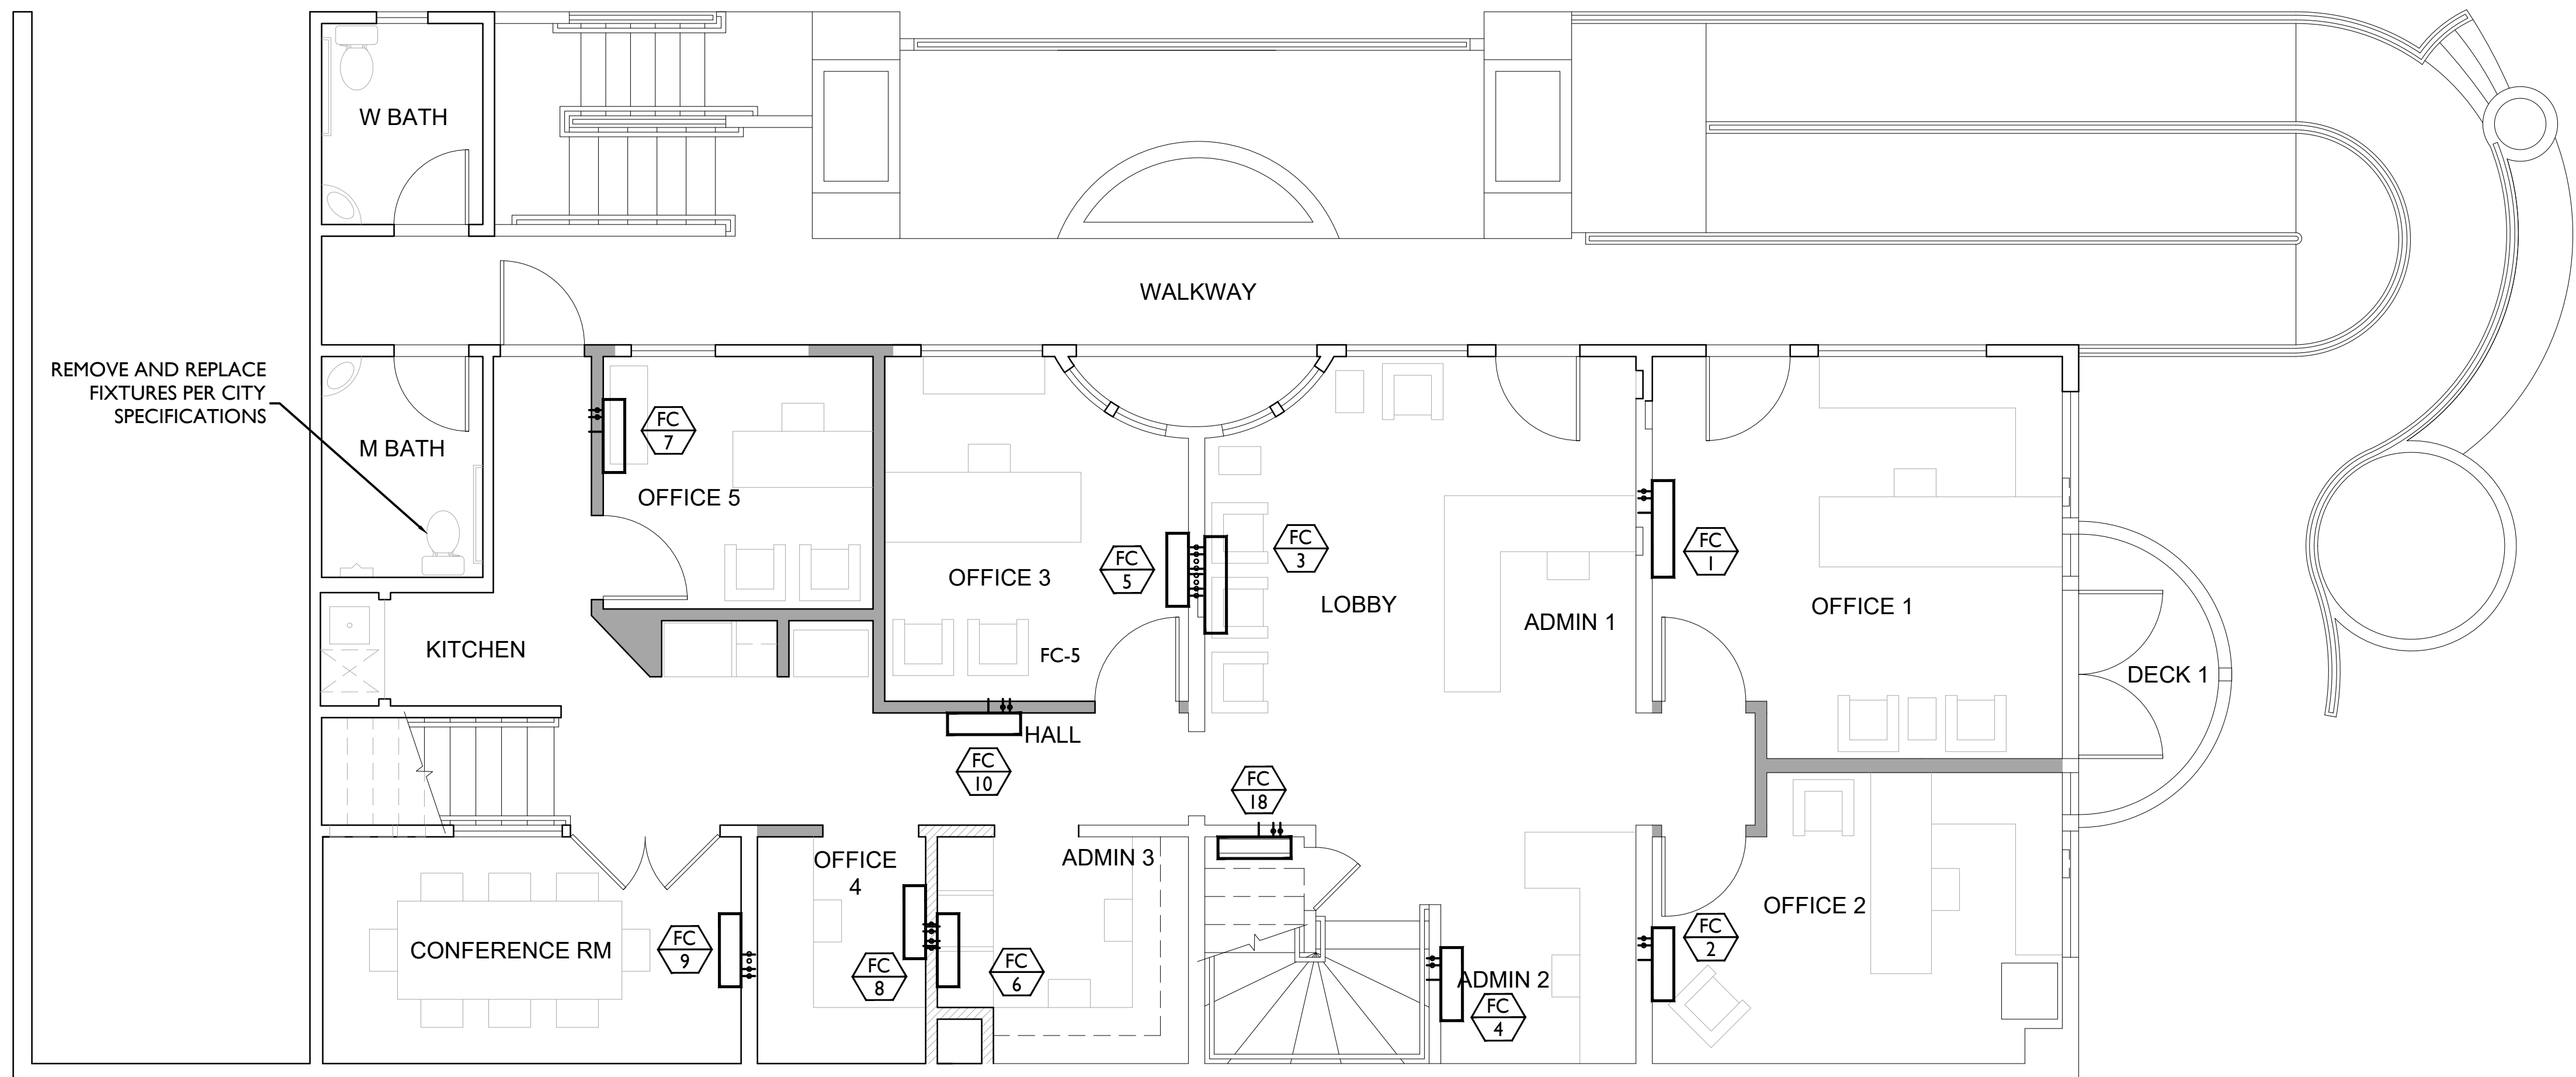 W BATH
WALKWAY
REMOVE AND REPLACE
FIXTURES PER CITY
SPECIFICATIONS
M BATH
FC
7
OFFICE 5
OFFICE 3
FC
5
FC
3
LOBBY
ADMIN 1
FC
1
OFFICE 1
KITCHEN
FC-5
DECK 1
HALL
FC
10
FC
18
OFFICE
4
ADMIN 3
OFFICE 2
CONFERENCE RM
FC
9
FC
8
FC
6
ADMIN 2
FC
4
FC
2